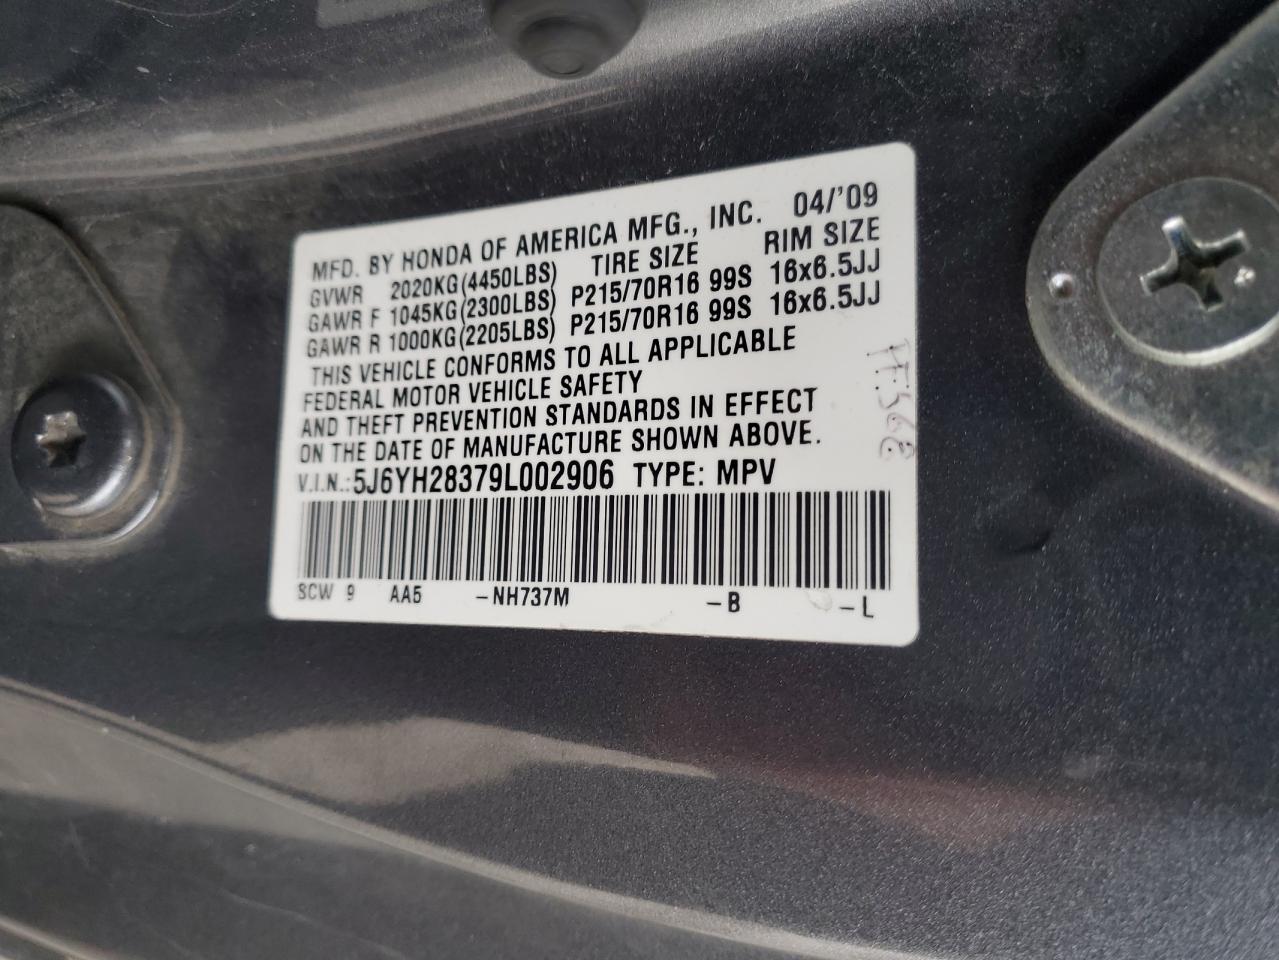 MFD. BY HONDA OF AMERICA MFG., INC. 04/'09
GVWR 2020KG(4450LBS) TIRE SIZE RIM SIZE
GAWR F 1045KG(2300LBS) P215/70R16 99S 16x6.5JJ
GAWR R 1000KG(2205LBS) P215/70R16 99S 16x6.5JJ
THIS VEHICLE CONFORMS TO ALL APPLICABLE
FEDERAL MOTOR VEHICLE SAFETY
AND THEFT PREVENTION STANDARDS IN EFFECT
ON THE DATE OF MANUFACTURE SHOWN ABOVE.
V.I.N.: 5J6YH28379L002906 TYPE: MPV
SCW 9 AA5 -NH737M -B -L